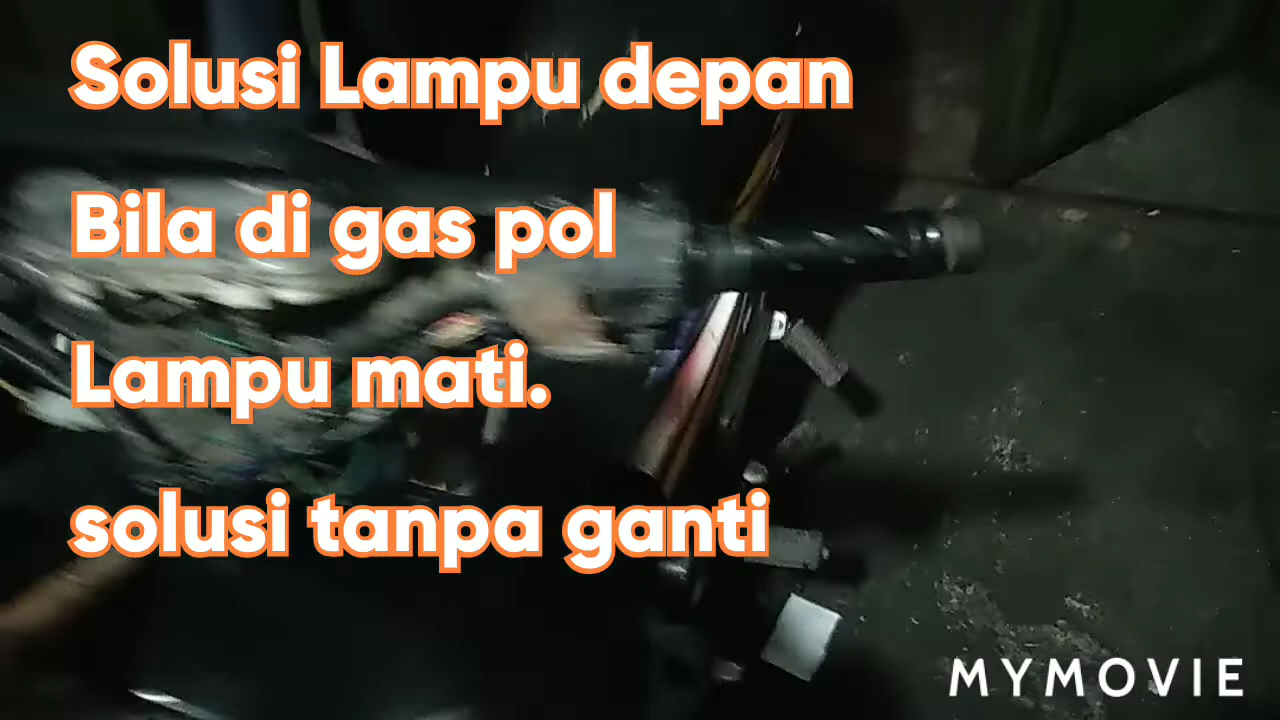 Solusi Lampu depan
Bila di gas pol
Lampu mati.
solusi tanpa ganti
MYMOVIE